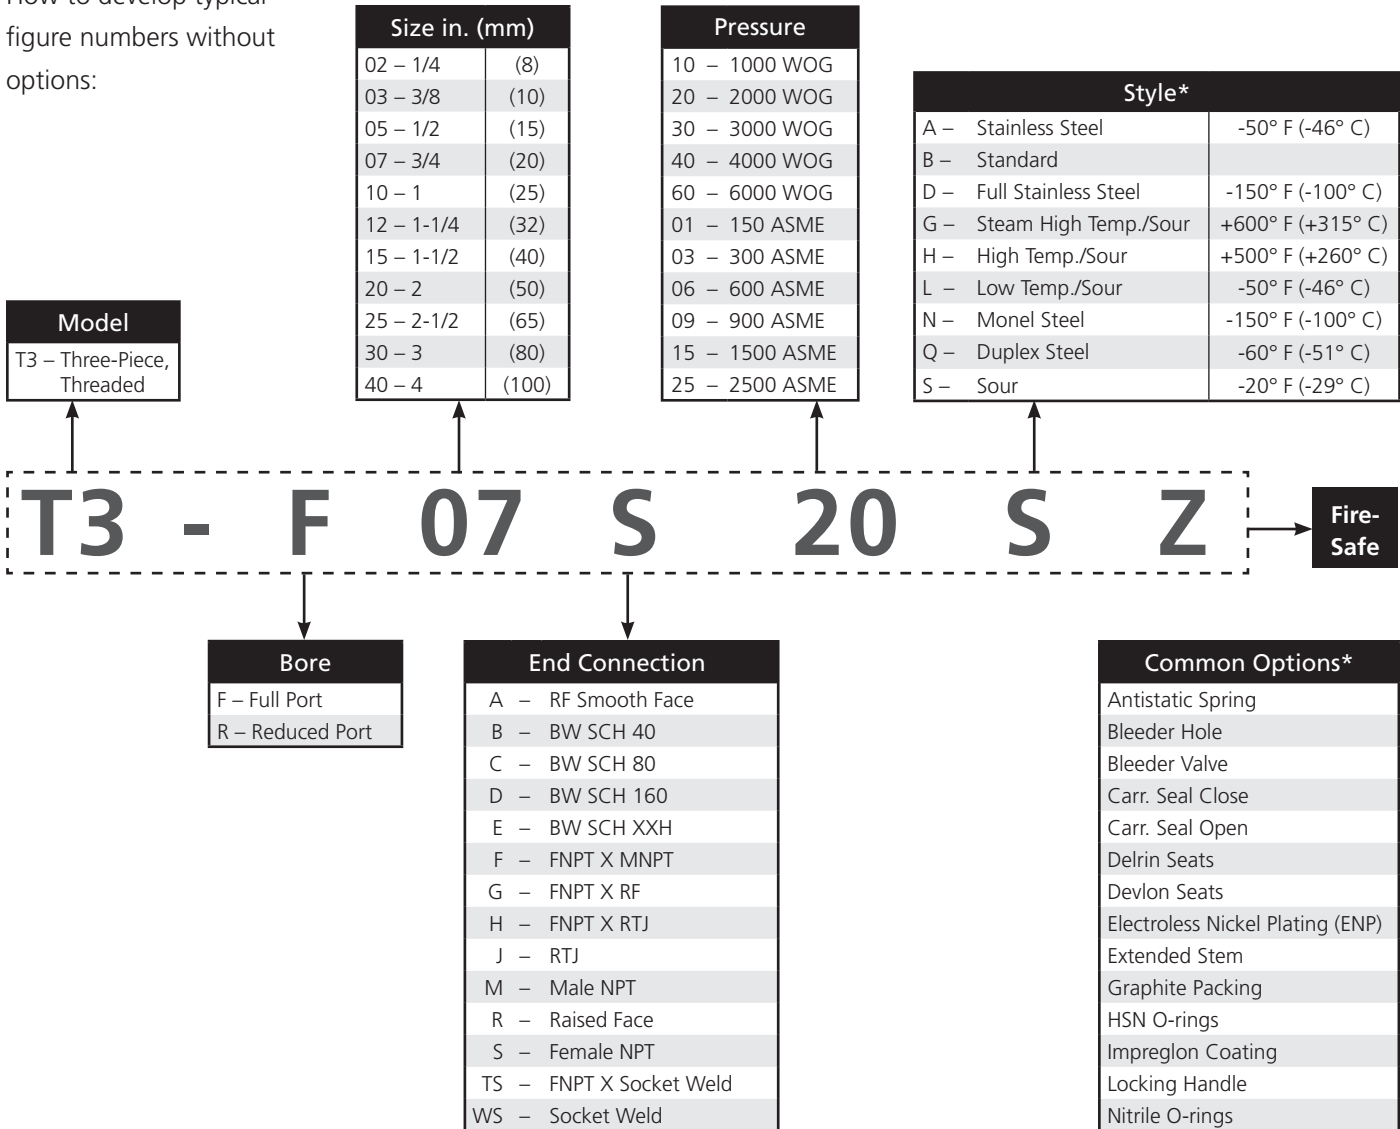 How to develop typical
figure numbers without
options:
Size in. (mm)
02 – 1/4 (8)
03 – 3/8 (10)
05 – 1/2 (15)
07 – 3/4 (20)
10 – 1 (25)
12 – 1-1/4 (32)
15 – 1-1/2 (40)
20 – 2 (50)
25 – 2-1/2 (65)
30 – 3 (80)
40 – 4 (100)
Pressure
10 – 1000 WOG
20 – 2000 WOG
30 – 3000 WOG
40 – 4000 WOG
60 – 6000 WOG
01 – 150 ASME
03 – 300 ASME
06 – 600 ASME
09 – 900 ASME
15 – 1500 ASME
25 – 2500 ASME
Style*
A – Stainless Steel -50° F (-46° C)
B – Standard
D – Full Stainless Steel -150° F (-100° C)
G – Steam High Temp./Sour +600° F (+315° C)
H – High Temp./Sour +500° F (+260° C)
L – Low Temp./Sour -50° F (-46° C)
N – Monel Steel -150° F (-100° C)
Q – Duplex Steel -60° F (-51° C)
S – Sour -20° F (-29° C)
Model
T3 – Three-Piece,
Threaded
T3 - F 07 S 20 S Z
Fire-
Safe
Bore
F – Full Port
R – Reduced Port
End Connection
A – RF Smooth Face
B – BW SCH 40
C – BW SCH 80
D – BW SCH 160
E – BW SCH XXH
F – FNPT X MNPT
G – FNPT X RF
H – FNPT X RTJ
J – RTJ
M – Male NPT
R – Raised Face
S – Female NPT
TS – FNPT X Socket Weld
WS – Socket Weld
Common Options*
Antistatic Spring
Bleeder Hole
Bleeder Valve
Carr. Seal Close
Carr. Seal Open
Delrin Seats
Devlon Seats
Electroless Nickel Plating (ENP)
Extended Stem
Graphite Packing
HSN O-rings
Impreglon Coating
Locking Handle
Nitrile O-rings